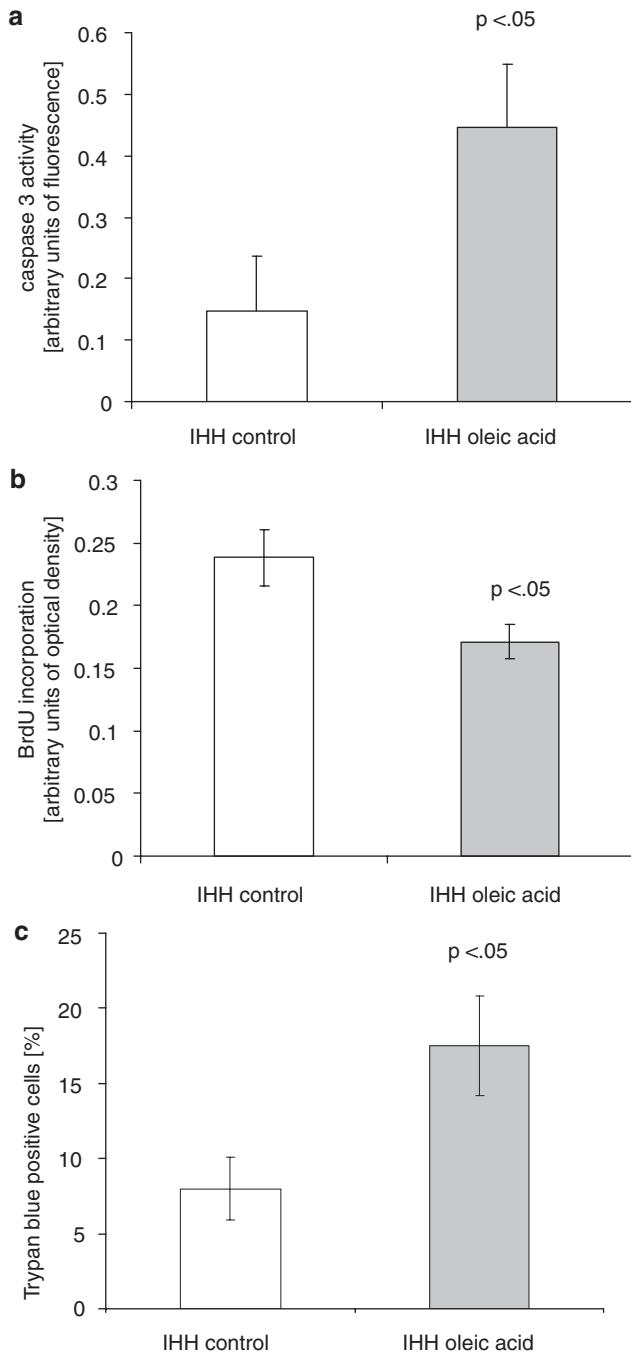 a
p <.05
caspase 3 activity
[arbitrary units of fluorescence]
0.6
0.5
0.4
0.3
0.2
0.1
0
IHH control
IHH oleic acid
b
p <.05
BrdU incorporation
[arbitrary units of optical density]
0.3
0.25
0.2
0.15
0.1
0.05
0
IHH control
IHH oleic acid
c
p <.05
Trypan blue positive cells [%]
25
20
15
10
5
0
IHH control
IHH oleic acid